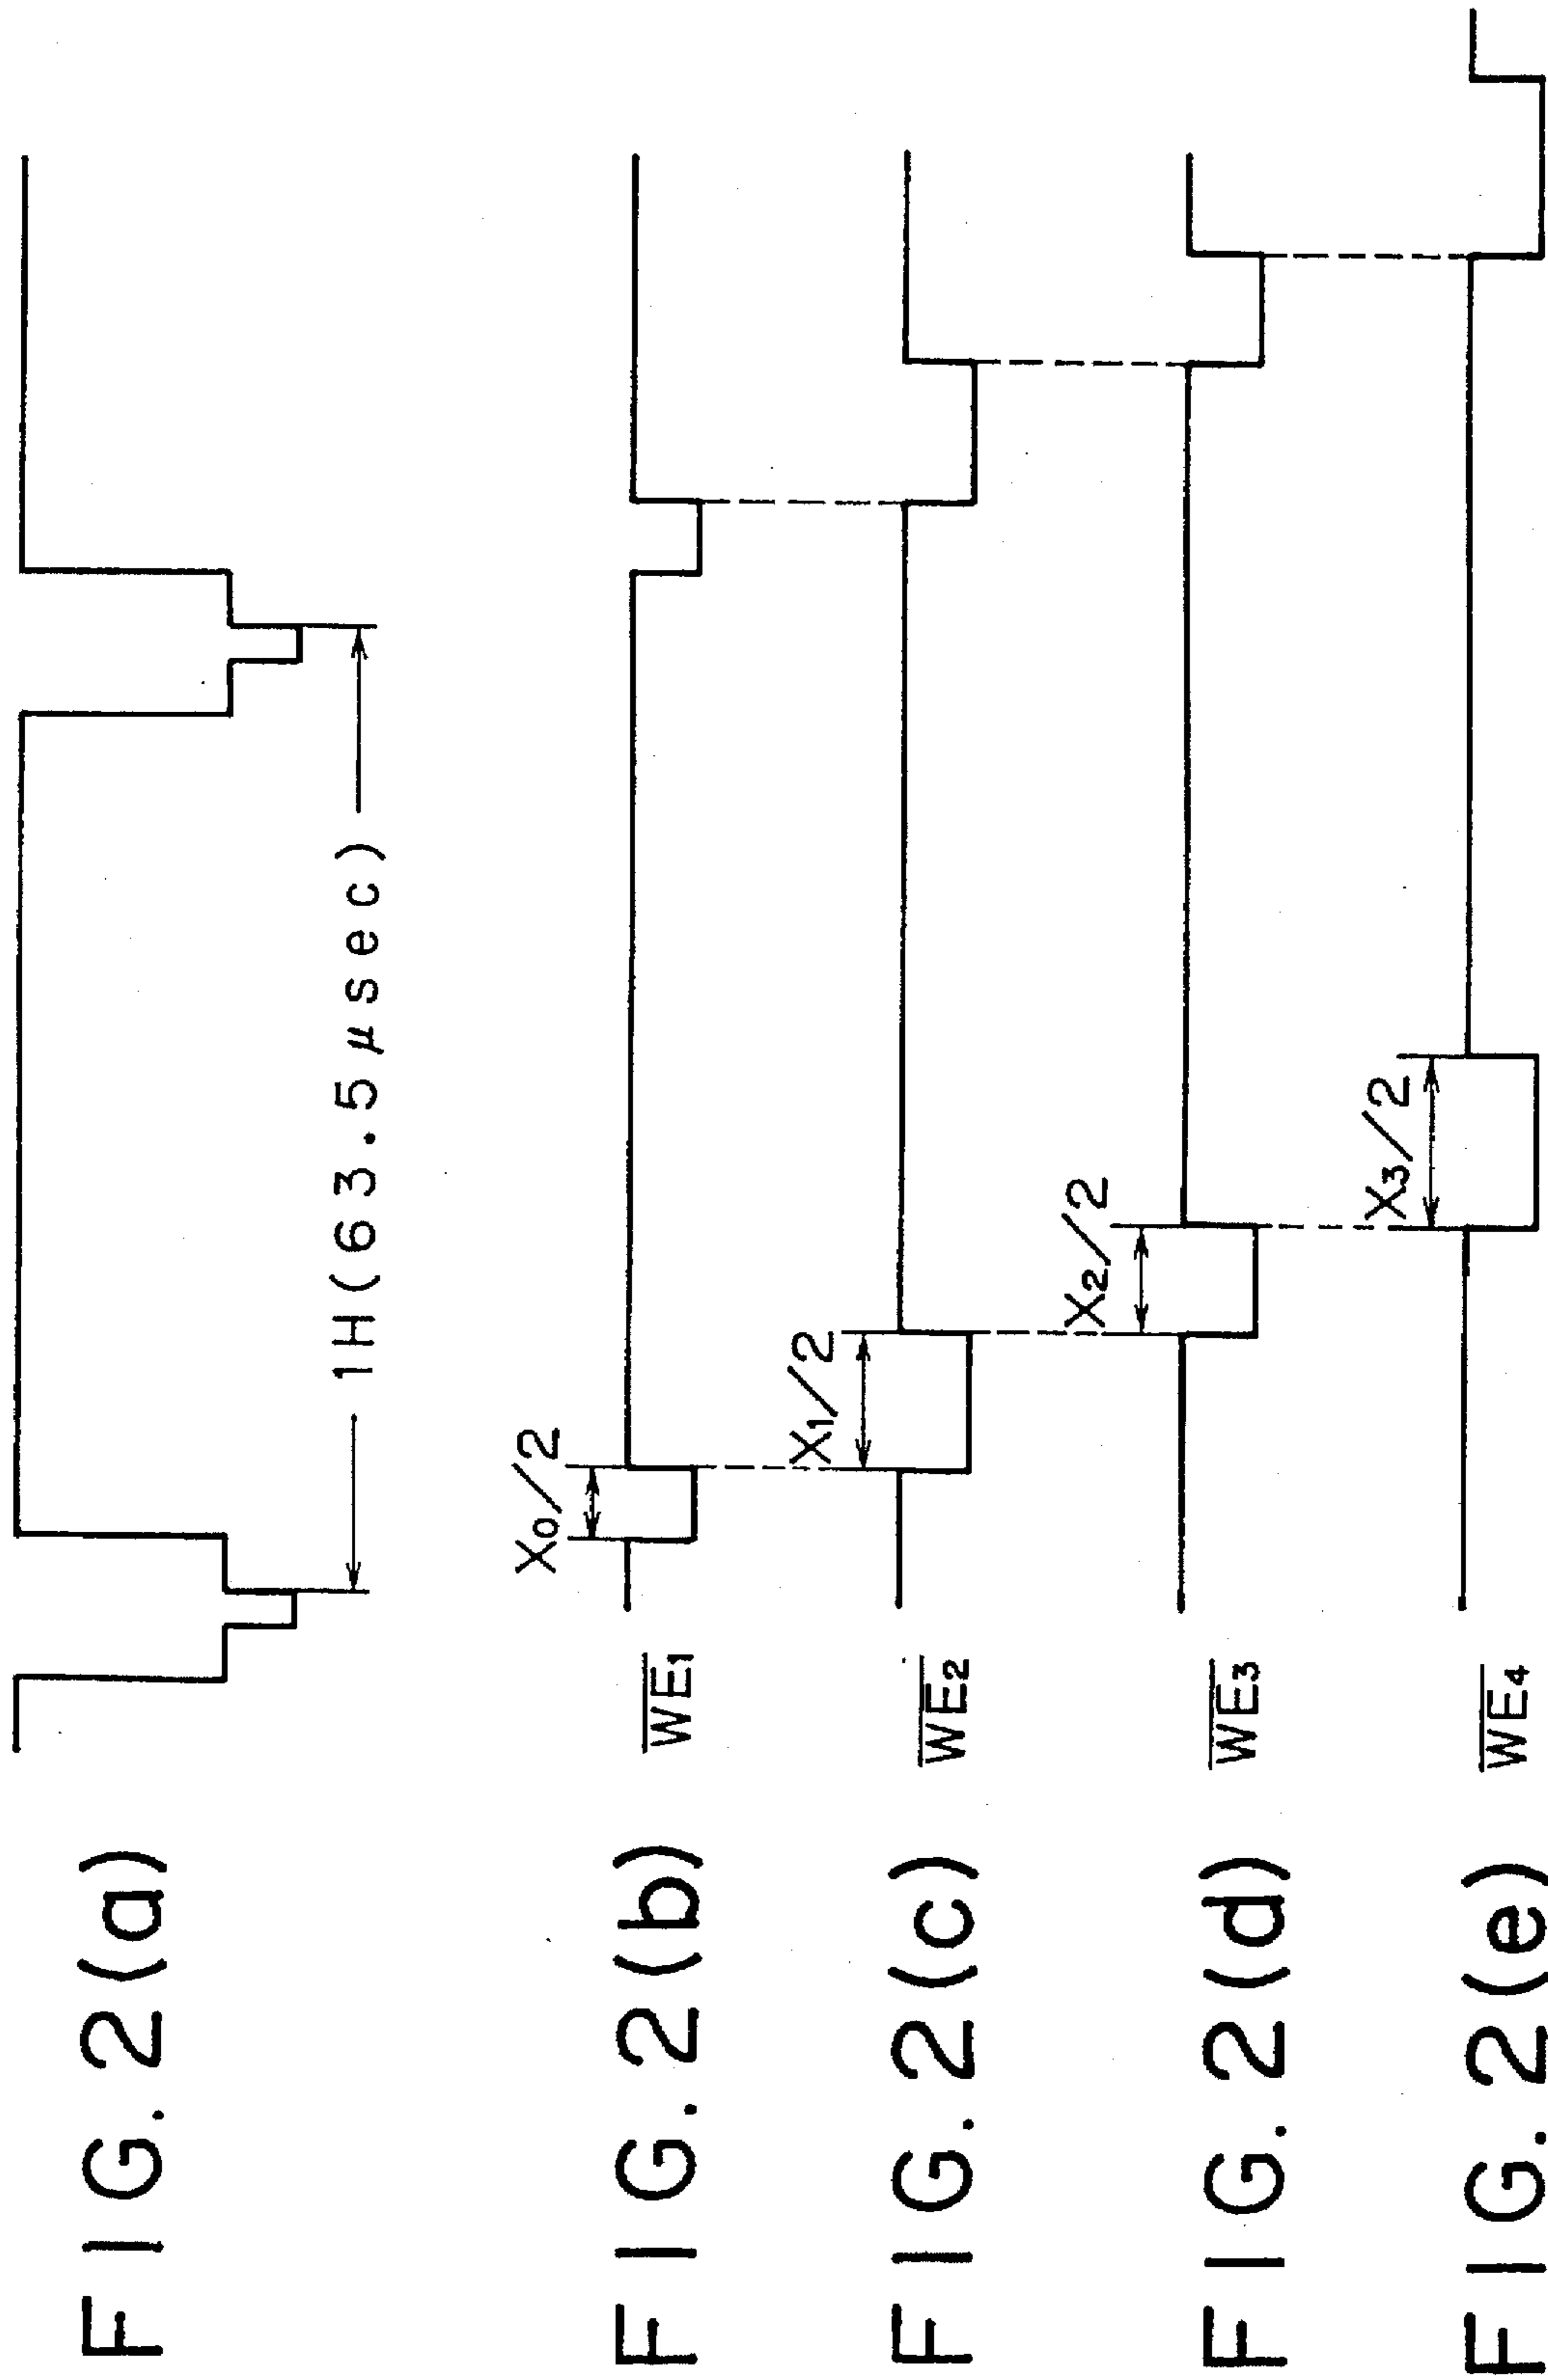 FIG. 2(a)
1H(63.5μsec)
FIG. 2(b)
WE1
X0/2
FIG. 2(c)
WE2
X1/2
FIG. 2(d)
WE3
X2/2
FIG. 2(e)
WE4
X3/2